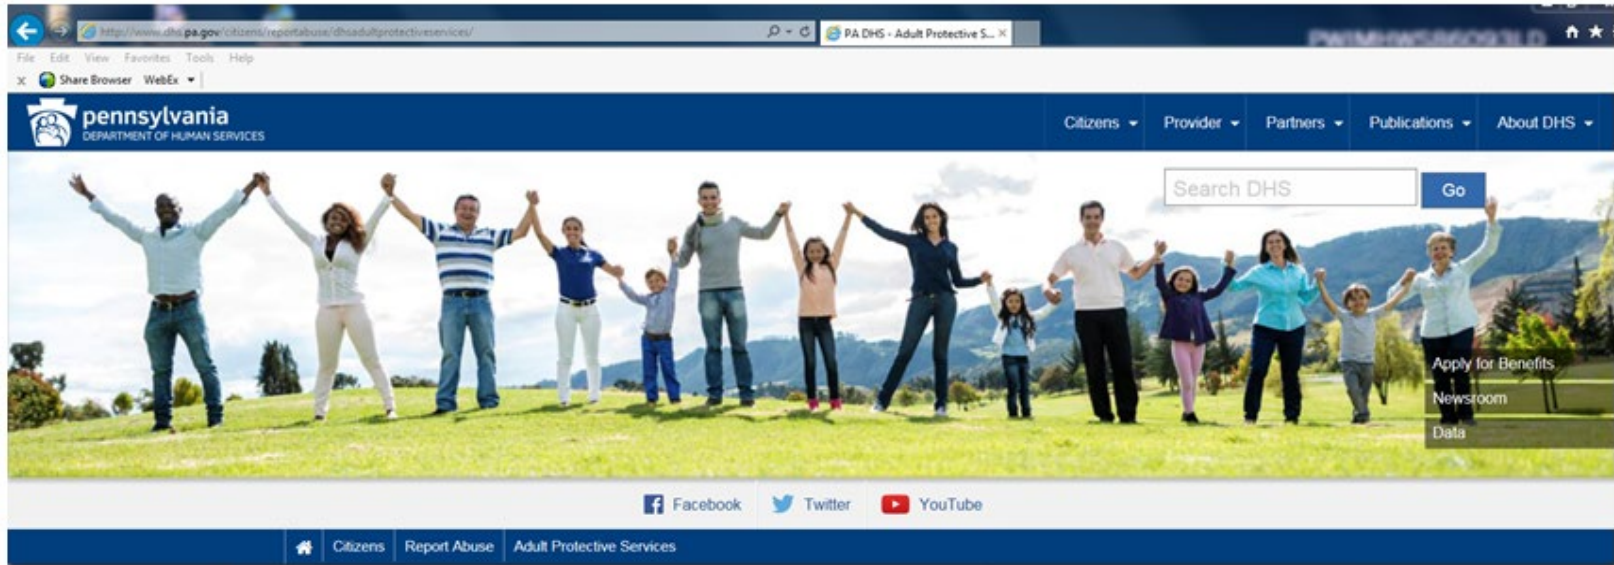 http://www.dhs.pa.gov/citizens/reportabuse/dhsadultprotectiveservices/
PA DHS - Adult Protective S...
File Edit View Favorites Tools Help
x Share Browser WebEx
pennsylvania
DEPARTMENT OF HUMAN SERVICES
Citizens Provider Partners Publications About DHS
Search DHS Go
Apply for Benefits
Newsroom
Data
Facebook Twitter YouTube
Citizens Report Abuse Adult Protective Services